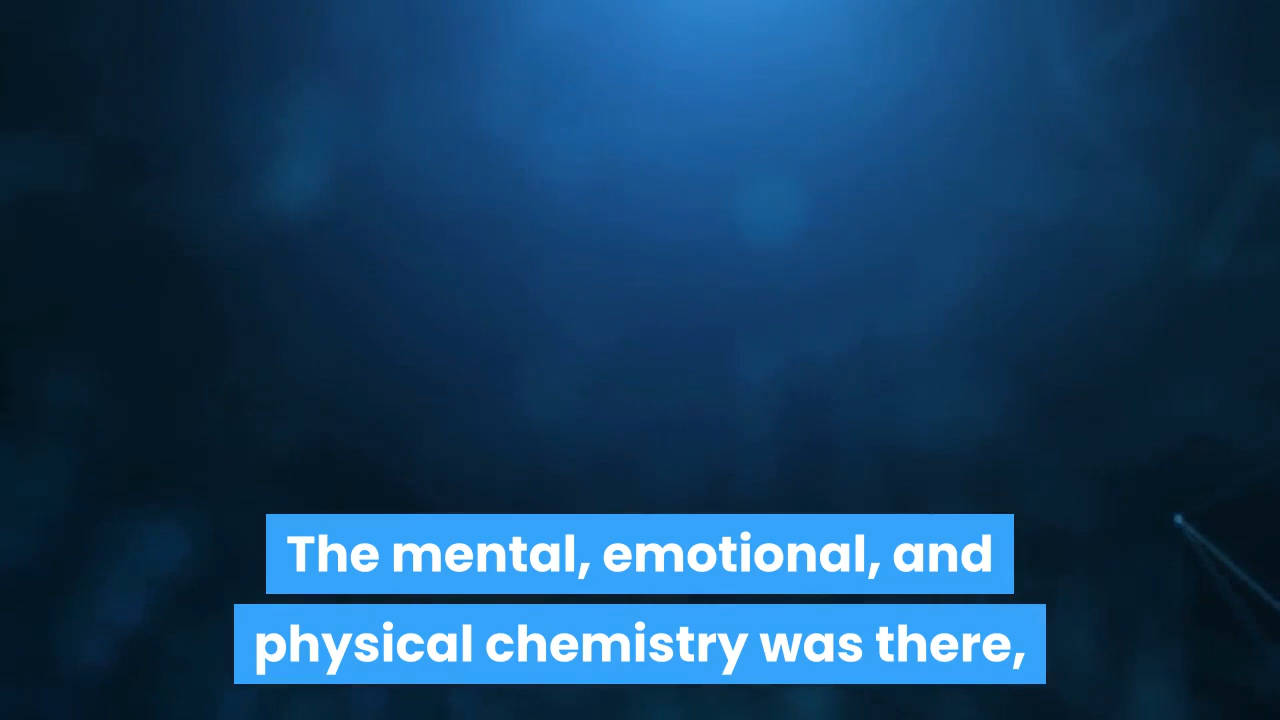 The mental, emotional, and
physical chemistry was there,